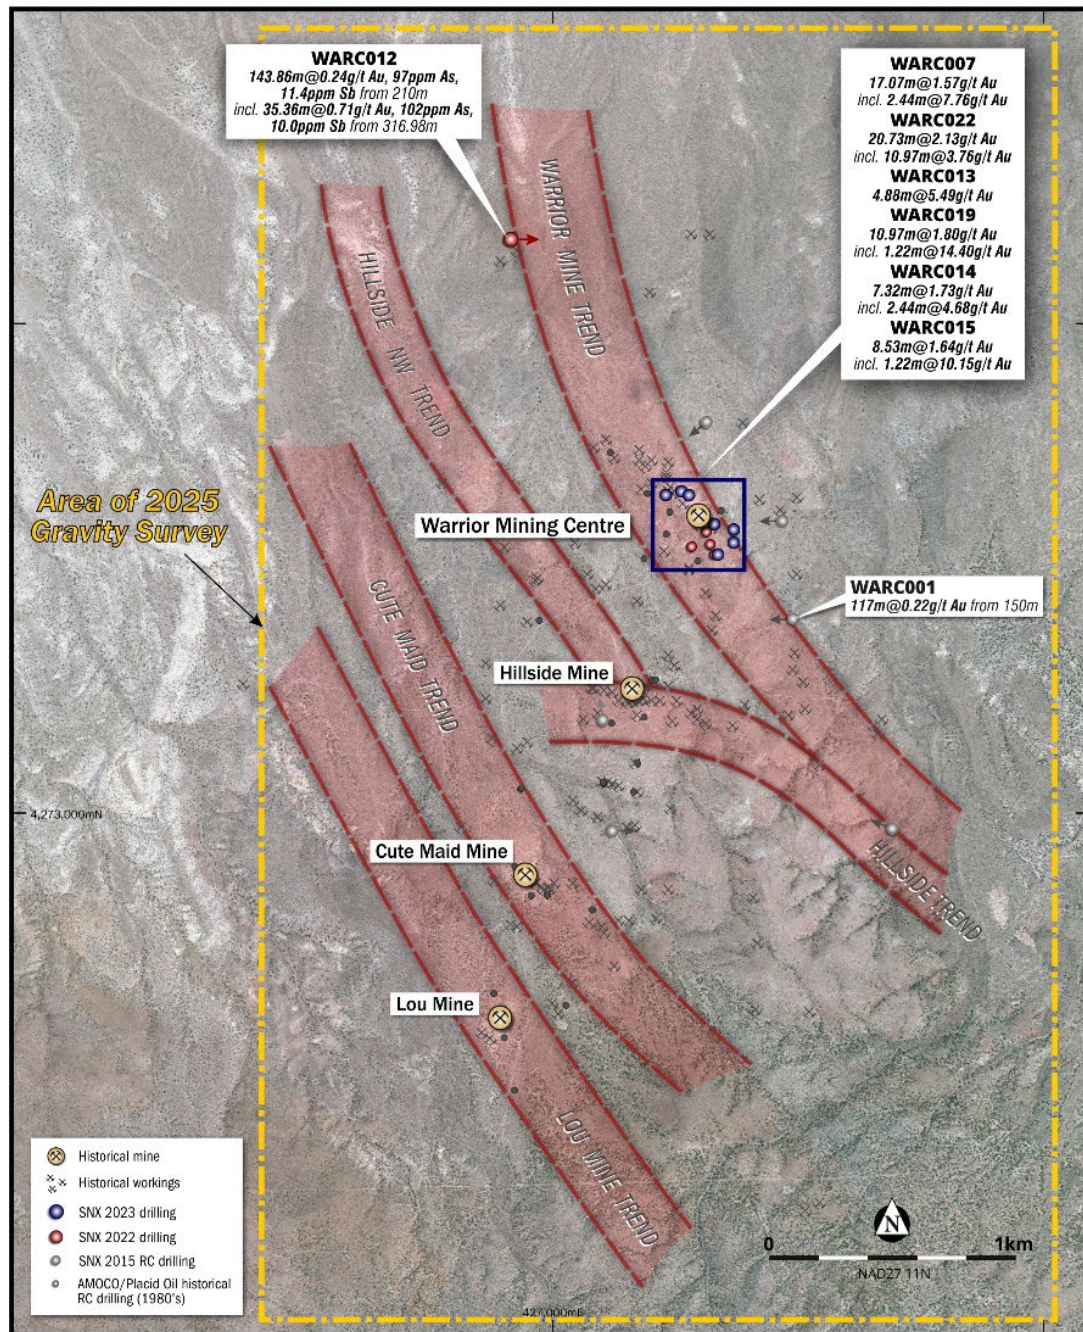 WARC012
143.86m@0.24g/t Au, 97ppm As,
11.4ppm Sb from 210m
incl. 35.36m@0.71g/t Au, 102ppm As,
10.0ppm Sb from 316.98m
WARC007
17.07m@1.57g/t Au
incl. 2.44m@7.76g/t Au
WARC022
20.73m@2.13g/t Au
incl. 10.97m@3.76g/t Au
WARC013
4.88m@5.49g/t Au
WARC019
10.97m@1.80g/t Au
incl. 1.22m@14.40g/t Au
WARC014
7.32m@1.73g/t Au
incl. 2.44m@4.68g/t Au
WARC015
8.53m@1.64g/t Au
incl. 1.22m@10.15g/t Au
WARRIOR MINE TREND
HILLSIDE NW TREND
Area of 2025
Gravity Survey
Warrior Mining Centre
CUTE MAID TREND
WARC001
117m@0.22g/t Au from 150m
Hillside Mine
4,273,000mN
Cute Maid Mine
HILLSIDE TREND
Lou Mine
LOU MINE TREND
Historical mine
Historical workings
SNX 2023 drilling
SNX 2022 drilling
SNX 2015 RC drilling
AMOCO/Placid Oil historical
RC drilling (1980's)
N
0 1km
NAD27 11N
427,000mE